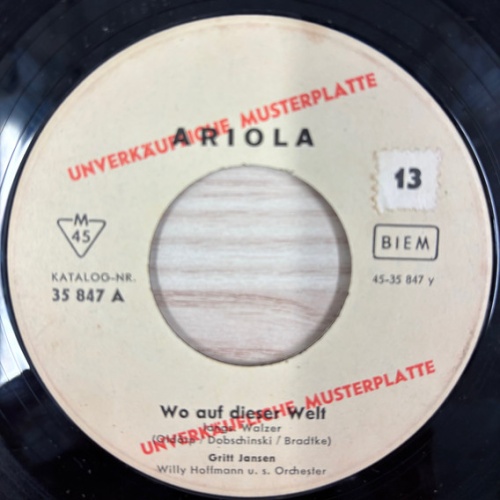 UNVERKÄUFLICHE MUSTERPLATTE
ARIOLA
13
M
45
BIEM
KATALOG-NR.
35 847 A
45-35 847 y
Wo auf dieser Welt
Walzer
Dobschinski / Bradtke)
UNVERKÄUFLICHE MUSTERPLATTE
Gritt Jansen
Willy Hoffmann u. s. Orchester